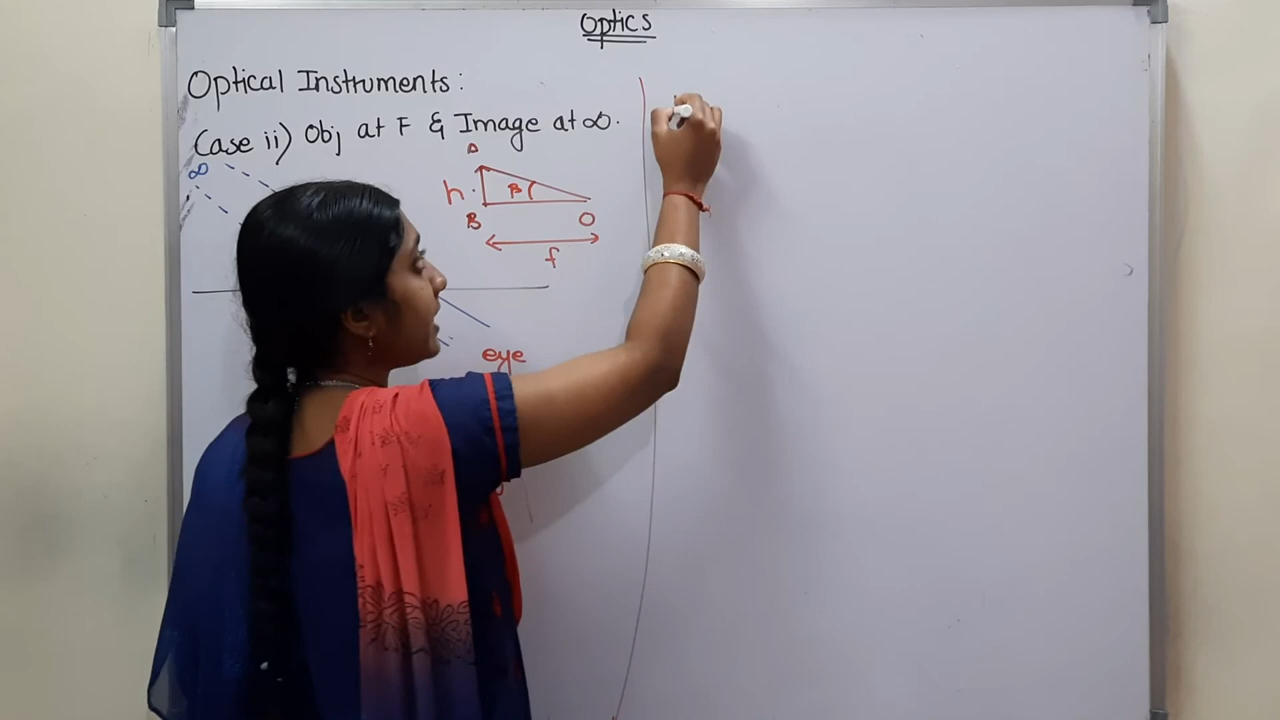 Optics
Optical Instruments:
Case ii) Obj at F & Image at ∞.
∞
A
h
β
B
O
f
eye